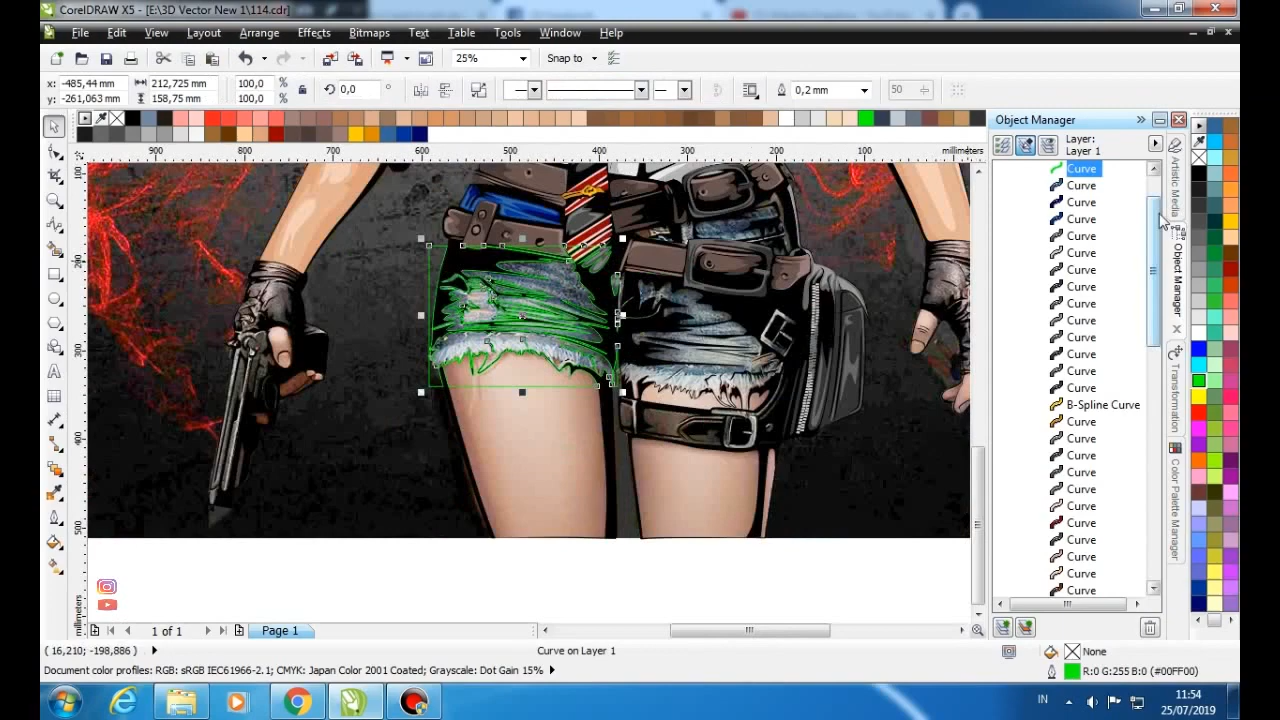 CorelDRAW X5 - [E:\3D Vector New 1\114.cdr]
File Edit View Layout Arrange Effects Bitmaps Text Table Tools Window Help
25% Snap to
x: -485,44 mm 212,725 mm 100,0 % 0,0 ° 0,2 mm 50
y: -261,063 mm 158,75 mm 100,0 %
900 800 700 600 500 400 300 200 100 millimeters
100
200
300
400
500
millimeters
Object Manager
Layer:
Layer 1
Curve
Curve
Curve
Curve
Curve
Curve
Curve
Curve
Curve
Curve
Curve
Curve
Curve
Curve
B-Spline Curve
Curve
Curve
Curve
Curve
Curve
Curve
Curve
Curve
Curve
Curve
Curve
Artistic Media
Object Manager
Transformation
Color Palette Manager
1 of 1 Page 1
( 16,210; -198,886 ) Curve on Layer 1 None
Document color profiles: RGB: sRGB IEC61966-2.1; CMYK: Japan Color 2001 Coated; Grayscale: Dot Gain 15% R:0 G:255 B:0 (#00FF00)
IN 11:54
25/07/2019